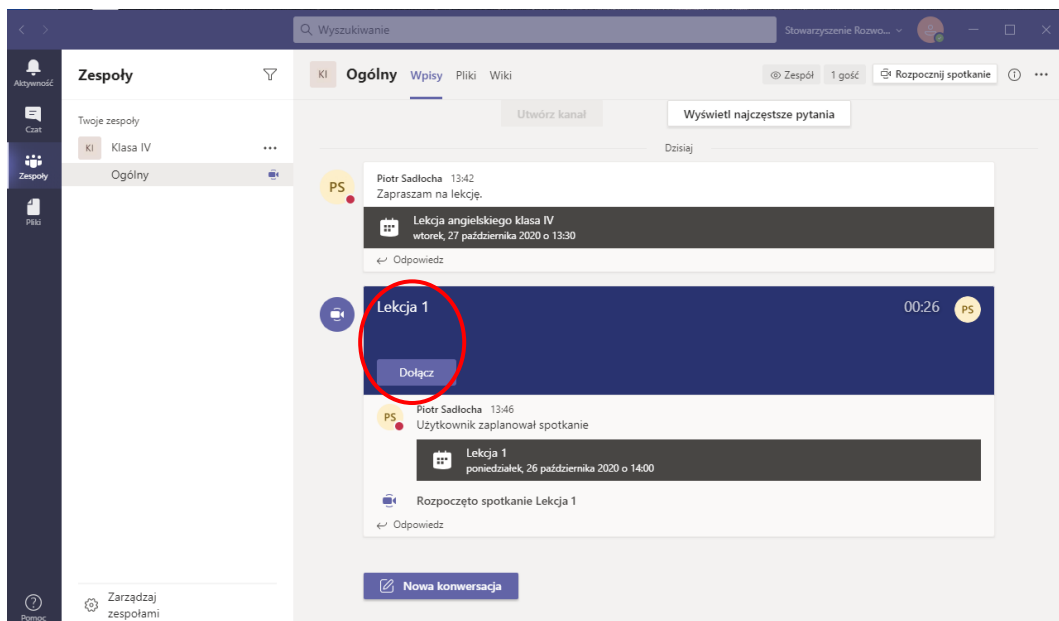 Wyszukiwanie
Stowarzyszenie Rozwo...
Aktywność
Czat
Zespoły
Pliki
Pomoc
Zespoły
Twoje zespoły
KI Klasa IV
Ogólny
Zarządzaj
zespołami
KI Ogólny Wpisy Pliki Wiki
Zespół 1 gość Rozpocznij spotkanie
Utwórz kanał Wyświetl najczęstsze pytania
Dzisiaj
PS
Piotr Sadłocha 13:42
Zapraszam na lekcję.
Lekcja angielskiego klasa IV
wtorek, 27 października 2020 o 13:30
Odpowiedz
Lekcja 1 00:26 PS
Dołącz
PS
Piotr Sadłocha 13:46
Użytkownik zaplanował spotkanie
Lekcja 1
poniedziałek, 26 października 2020 o 14:00
Rozpoczęto spotkanie Lekcja 1
Odpowiedz
Nowa konwersacja